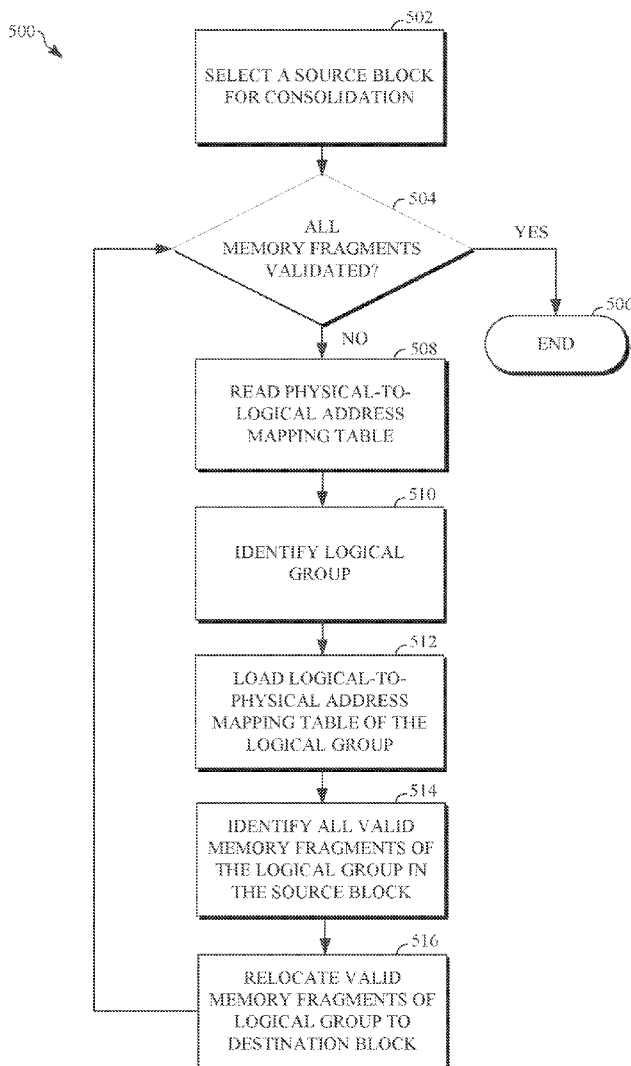 500
502
SELECT A SOURCE BLOCK
FOR CONSOLIDATION
504
ALL
MEMORY FRAGMENTS
VALIDATED?
YES
506
END
NO
508
READ PHYSICAL-TO-
LOGICAL ADDRESS
MAPPING TABLE
510
IDENTIFY LOGICAL
GROUP
512
LOAD LOGICAL-TO-
PHYSICAL ADDRESS
MAPPING TABLE OF THE
LOGICAL GROUP
514
IDENTIFY ALL VALID
MEMORY FRAGMENTS OF
THE LOGICAL GROUP IN
THE SOURCE BLOCK
516
RELOCATE VALID
MEMORY FRAGMENTS OF
LOGICAL GROUP TO
DESTINATION BLOCK